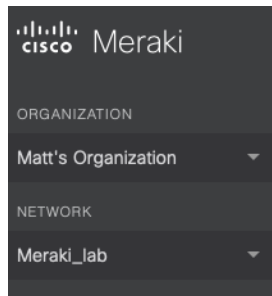 cisco Meraki
ORGANIZATION
Matt's Organization
NETWORK
Meraki_lab